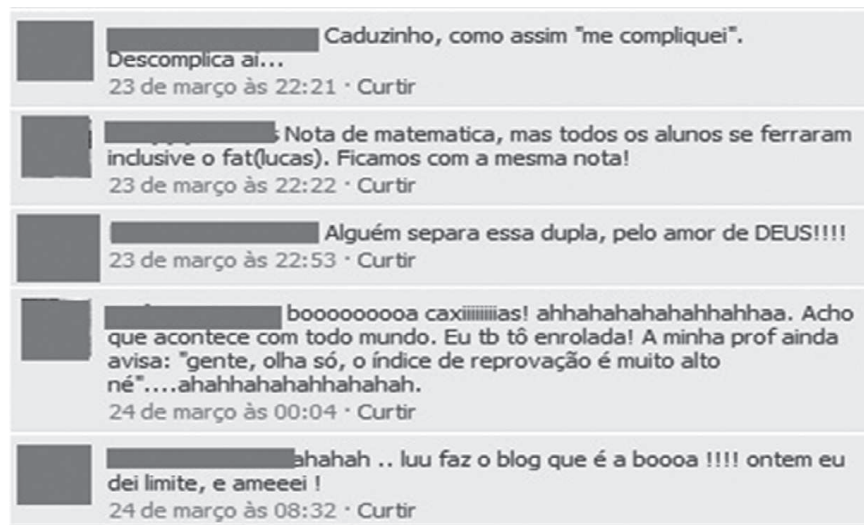 Caduzinho, como assim "me compliquei".
Descomplica ai...
23 de março às 22:21 · Curtir
Nota de matematica, mas todos os alunos se ferraram
inclusive o fat(lucas). Ficamos com a mesma nota!
23 de março às 22:22 · Curtir
Alguém separa essa dupla, pelo amor de DEUS!!!!
23 de março às 22:53 · Curtir
booooooooa caxiiiiiiiias! ahhahahahahahhahhaa. Acho
que acontece com todo mundo. Eu tb tô enrolada! A minha prof ainda
avisa: "gente, olha só, o índice de reprovação é muito alto
né"....ahahhahahahhahahah.
24 de março às 00:04 · Curtir
ahahah .. luu faz o blog que é a boooa !!!! ontem eu
dei limite, e ameeei !
24 de março às 08:32 · Curtir